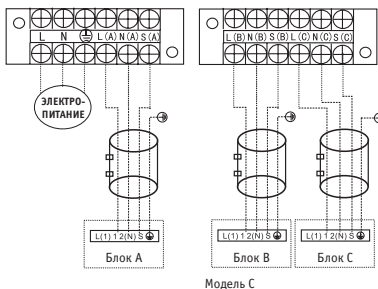 L N L(A) N(A) S(A)
L(B) N(B) S(B) L(C) N(C) S(C)
ЭЛЕКТРО-
ПИТАНИЕ
L(1) 1 2(N) S
L(1) 1 2(N) S
L(1) 1 2(N) S
Блок А
Блок В
Блок С
Модель С